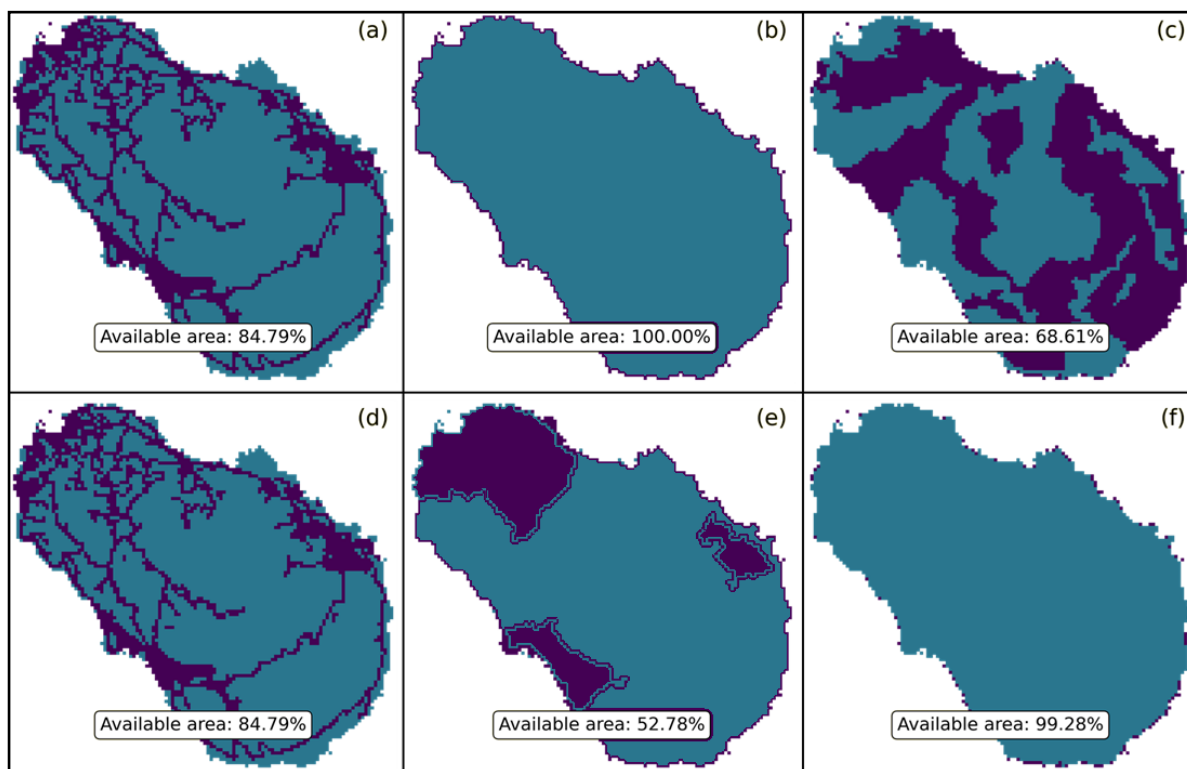 (a)
Available area: 84.79%
(b)
Available area: 100.00%
(c)
Available area: 68.61%
(d)
Available area: 84.79%
(e)
Available area: 52.78%
(f)
Available area: 99.28%